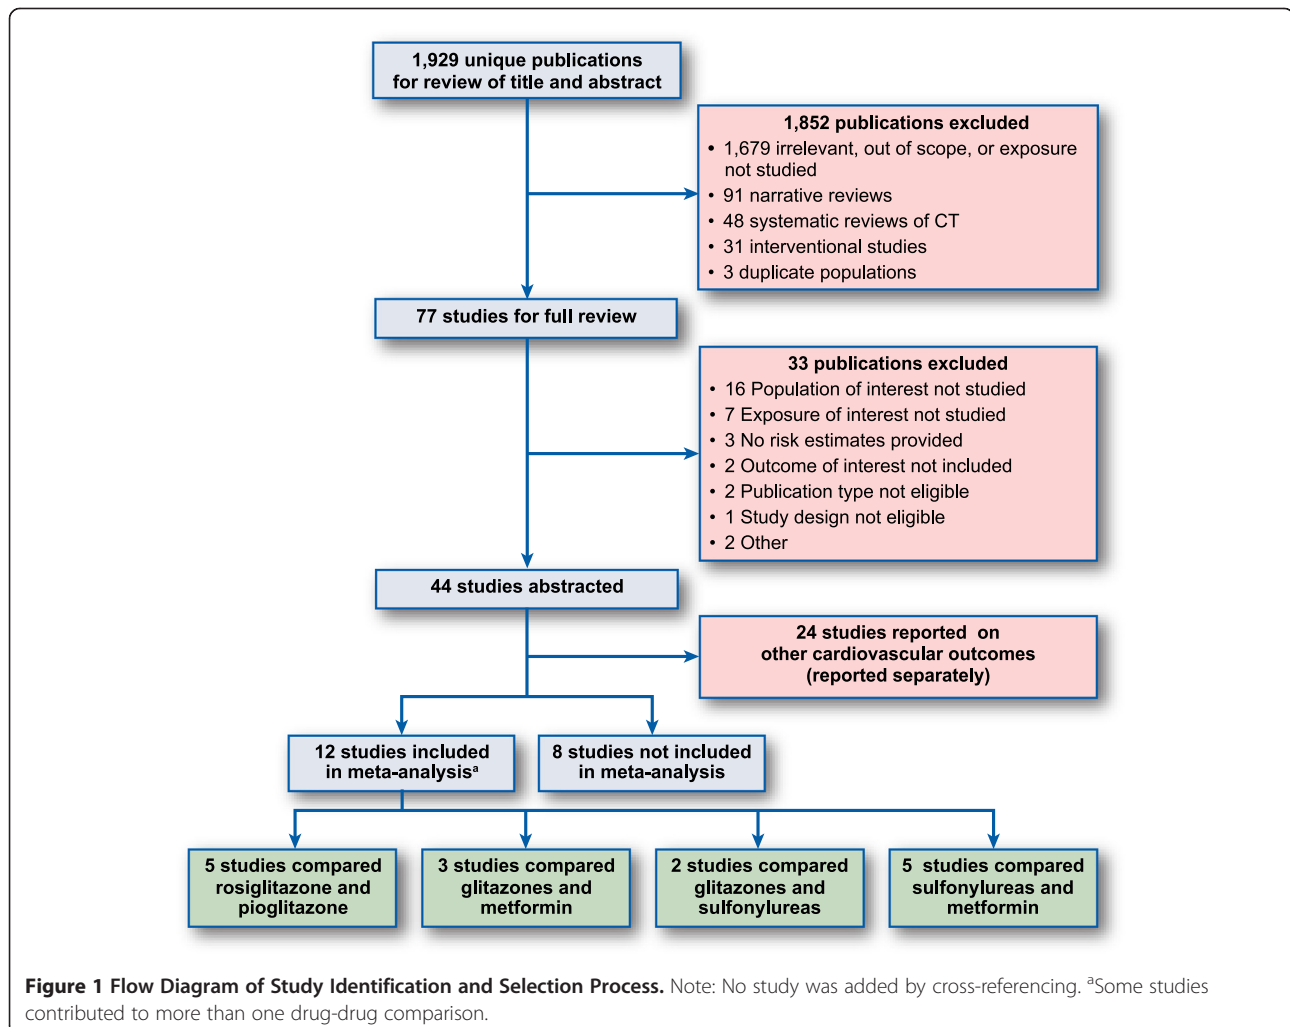 1,929 unique publications
for review of title and abstract
1,852 publications excluded
• 1,679 irrelevant, out of scope, or exposure
not studied
• 91 narrative reviews
• 48 systematic reviews of CT
• 31 interventional studies
• 3 duplicate populations
77 studies for full review
33 publications excluded
• 16 Population of interest not studied
• 7 Exposure of interest not studied
• 3 No risk estimates provided
• 2 Outcome of interest not included
• 2 Publication type not eligible
• 1 Study design not eligible
• 2 Other
44 studies abstracted
24 studies reported on
other cardiovascular outcomes
(reported separately)
12 studies included
in meta-analysisᵃ
8 studies not included
in meta-analysis
5 studies compared
rosiglitazone and
pioglitazone
3 studies compared
glitazones and
metformin
2 studies compared
glitazones and
sulfonylureas
5 studies compared
sulfonylureas and
metformin
Figure 1 Flow Diagram of Study Identification and Selection Process. Note: No study was added by cross-referencing. ᵃSome studies
contributed to more than one drug-drug comparison.